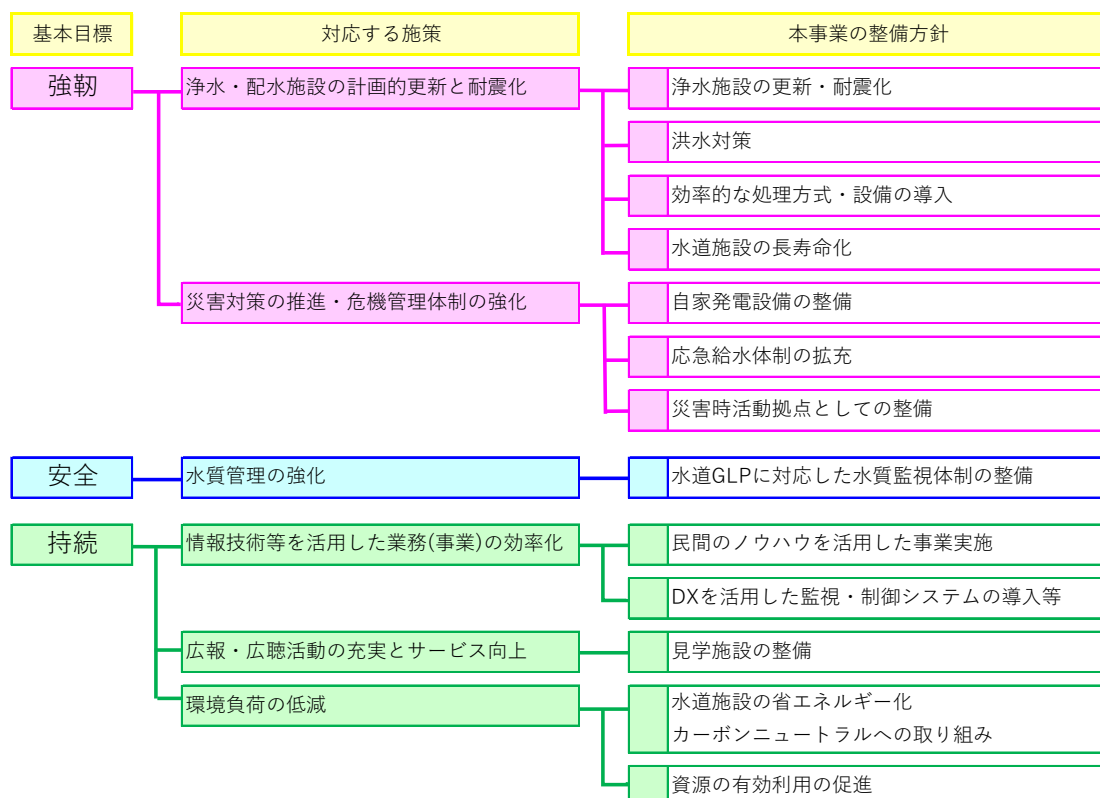 基本目標
対応する施策
本事業の整備方針
強靭
浄水・配水施設の計画的更新と耐震化
浄水施設の更新・耐震化
洪水対策
効率的な処理方式・設備の導入
水道施設の長寿命化
災害対策の推進・危機管理体制の強化
自家発電設備の整備
応急給水体制の拡充
災害時活動拠点としての整備
安全
水質管理の強化
水道GLPに対応した水質監視体制の整備
持続
情報技術等を活用した業務(事業)の効率化
民間のノウハウを活用した事業実施
DXを活用した監視・制御システムの導入等
広報・広聴活動の充実とサービス向上
見学施設の整備
環境負荷の低減
水道施設の省エネルギー化
カーボンニュートラルへの取り組み
資源の有効利用の促進